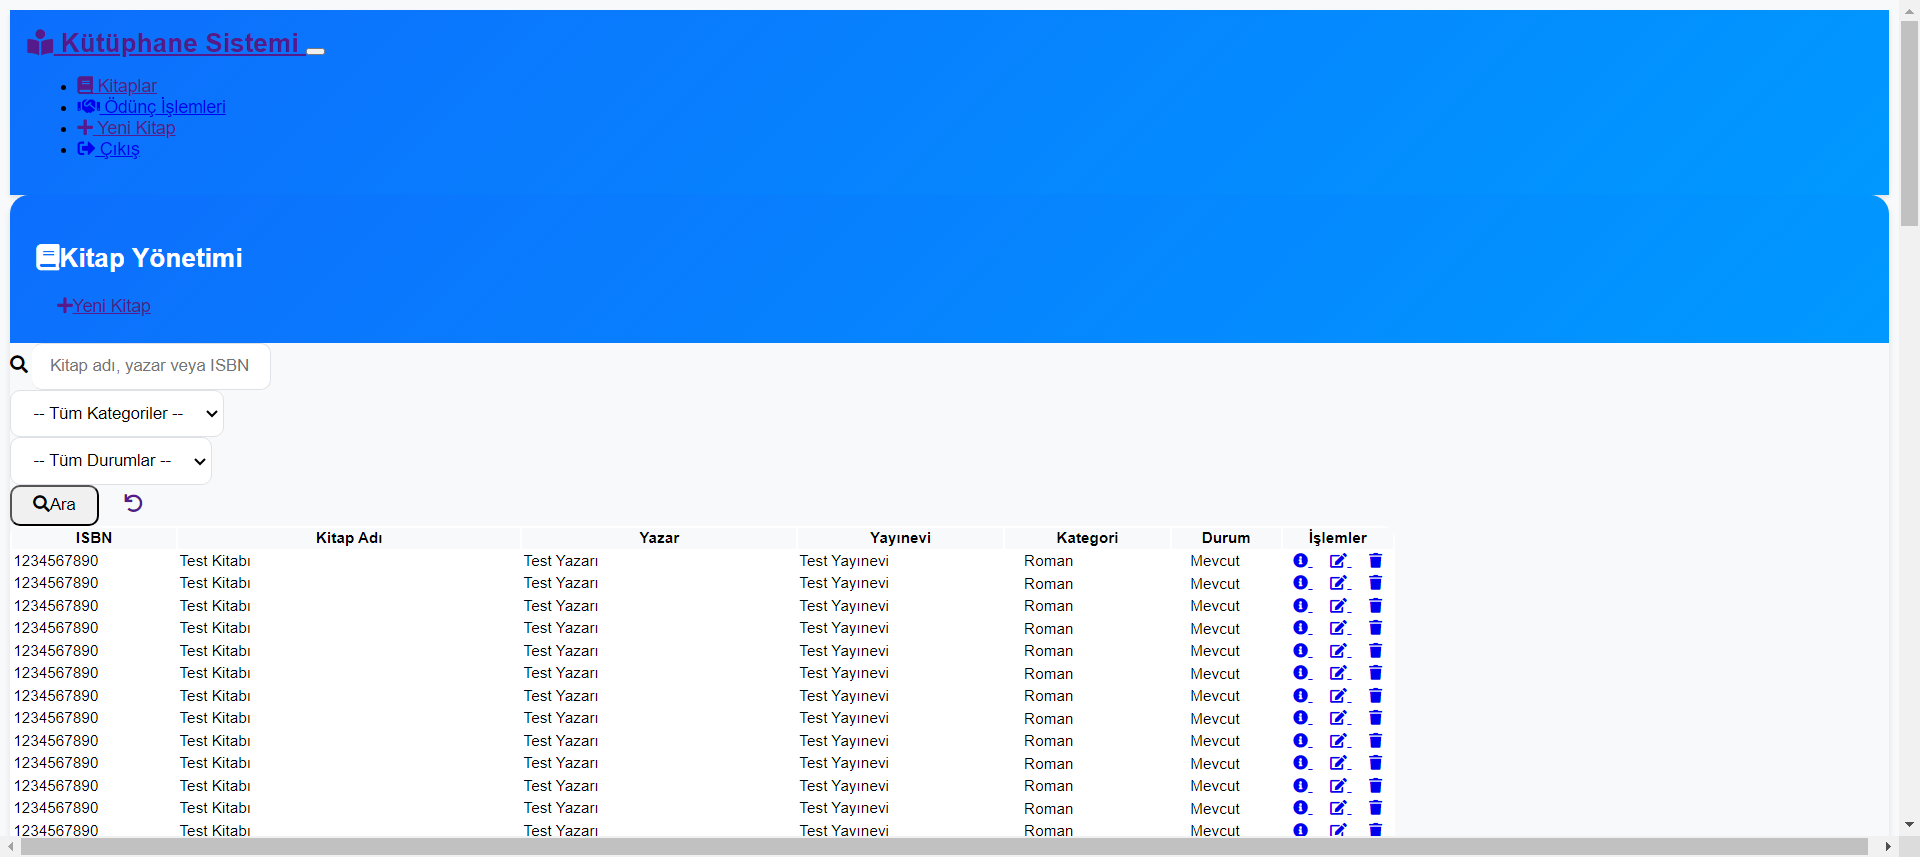 Kütüphane Sistemi
Kitaplar
Ödünç İşlemleri
Yeni Kitap
Çıkış
Kitap Yönetimi
Yeni Kitap
Kitap adı, yazar veya ISBN
-- Tüm Kategoriler --
-- Tüm Durumlar --
Ara
ISBN Kitap Adı Yazar Yayınevi Kategori Durum İşlemler
1234567890 Test Kitabı Test Yazarı Test Yayınevi Roman Mevcut
1234567890 Test Kitabı Test Yazarı Test Yayınevi Roman Mevcut
1234567890 Test Kitabı Test Yazarı Test Yayınevi Roman Mevcut
1234567890 Test Kitabı Test Yazarı Test Yayınevi Roman Mevcut
1234567890 Test Kitabı Test Yazarı Test Yayınevi Roman Mevcut
1234567890 Test Kitabı Test Yazarı Test Yayınevi Roman Mevcut
1234567890 Test Kitabı Test Yazarı Test Yayınevi Roman Mevcut
1234567890 Test Kitabı Test Yazarı Test Yayınevi Roman Mevcut
1234567890 Test Kitabı Test Yazarı Test Yayınevi Roman Mevcut
1234567890 Test Kitabı Test Yazarı Test Yayınevi Roman Mevcut
1234567890 Test Kitabı Test Yazarı Test Yayınevi Roman Mevcut
1234567890 Test Kitabı Test Yazarı Test Yayınevi Roman Mevcut
1234567890 Test Kitabı Test Yazarı Test Yayınevi Roman Mevcut